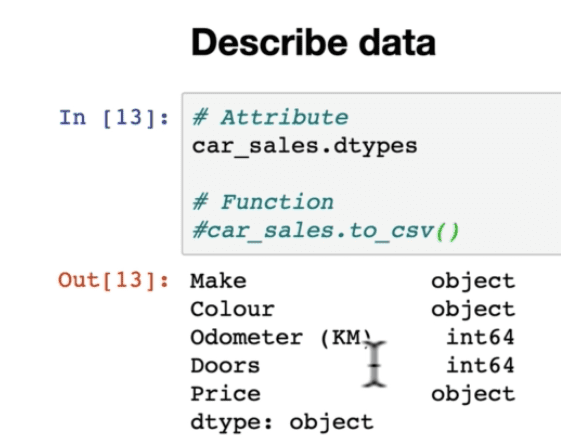 Describe data
In [13]: # Attribute
car_sales.dtypes
# Function
#car_sales.to_csv()
Out[13]: Make object
Colour object
Odometer (KM) int64
Doors int64
Price object
dtype: object